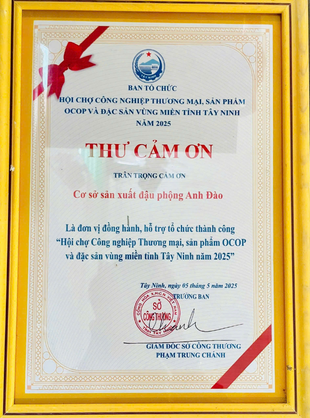 BAN TỔ CHỨC
HỘI CHỢ CÔNG NGHIỆP THƯƠNG MẠI, SẢN PHẨM
OCOP VÀ ĐẶC SẢN VÙNG MIỀN TỈNH TÂY NINH
NĂM 2025
THƯ CẢM ƠN
TRÂN TRỌNG CẢM ƠN
Cơ sở sản xuất đậu phộng Anh Đào
Là đơn vị đồng hành, hỗ trợ tổ chức thành công
“Hội chợ Công nghiệp Thương mại, sản phẩm OCOP
và đặc sản vùng miền tỉnh Tây Ninh năm 2025”
Tây Ninh, ngày 05 tháng 5 năm 2025
TRƯỞNG BAN
SỞ
CÔNG THƯƠNG
GIÁM ĐỐC SỞ CÔNG THƯƠNG
PHẠM TRUNG CHÁNH